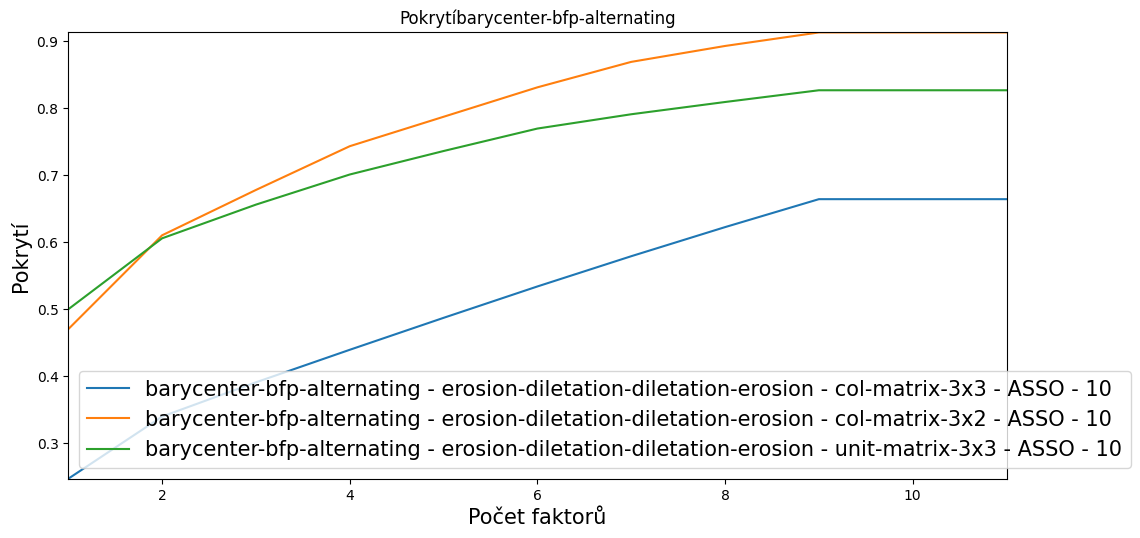 Pokrytíbarycenter-bfp-alternating
0.9
0.8
0.7
0.6
0.5
0.4
0.3
Pokrytí
barycenter-bfp-alternating - erosion-diletation-diletation-erosion - col-matrix-3x3 - ASSO - 10
barycenter-bfp-alternating - erosion-diletation-diletation-erosion - col-matrix-3x2 - ASSO - 10
barycenter-bfp-alternating - erosion-diletation-diletation-erosion - unit-matrix-3x3 - ASSO - 10
2 4 6 8 10
Počet faktorů